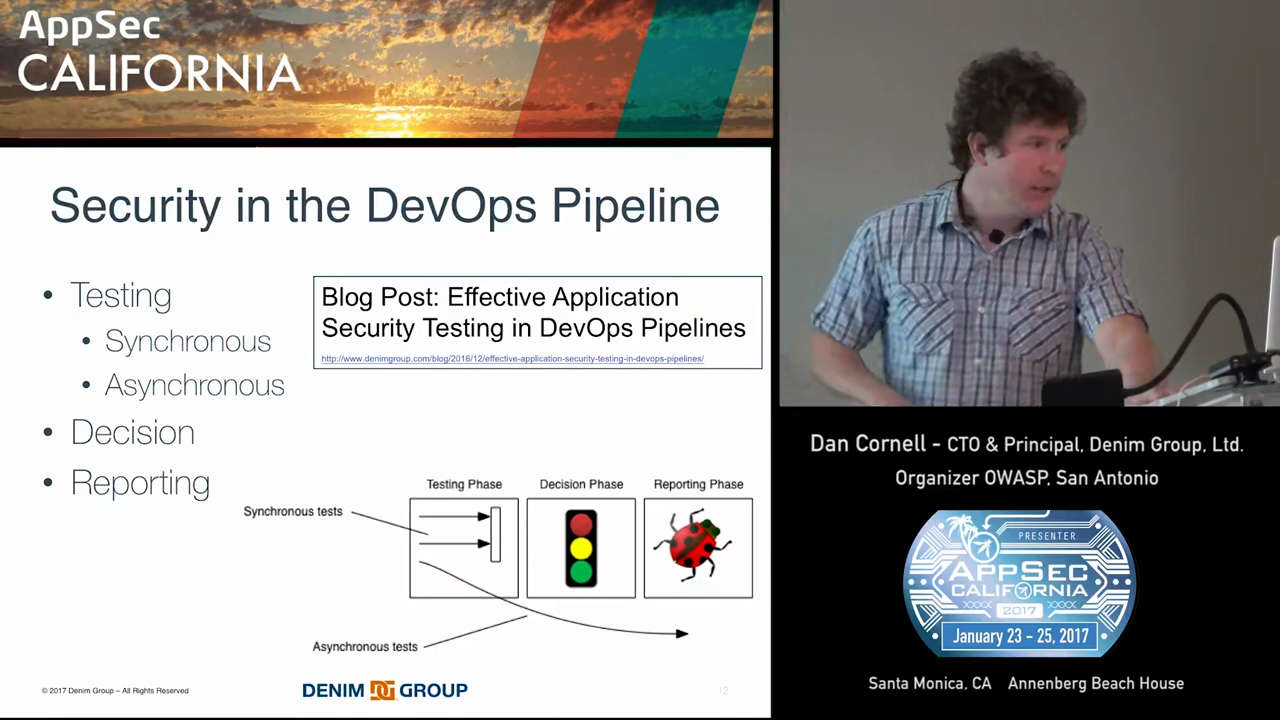 AppSec
CALIFORNIA
Security in the DevOps Pipeline
• Testing
• Synchronous
• Asynchronous
• Decision
• Reporting
Blog Post: Effective Application
Security Testing in DevOps Pipelines
http://www.denimgroup.com/blog/2016/12/effective-application-security-testing-in-devops-pipelines/
Testing Phase
Decision Phase
Reporting Phase
Synchronous tests
Asynchronous tests
© 2017 Denim Group – All Rights Reserved
DENIM DG GROUP
12
Dan Cornell - CTO & Principal, Denim Group, Ltd.
Organizer OWASP, San Antonio
PRESENTER
APPSEC
CALIFORNIA
2017
January 23 - 25, 2017
Santa Monica, CA Annenberg Beach House